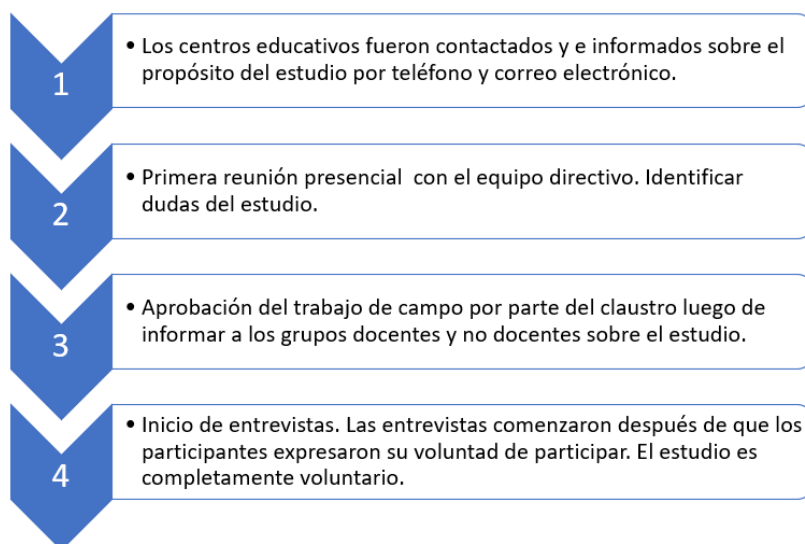 1
• Los centros educativos fueron contactados y e informados sobre el
propósito del estudio por teléfono y correo electrónico.
2
• Primera reunión presencial con el equipo directivo. Identificar
dudas del estudio.
3
• Aprobación del trabajo de campo por parte del claustro luego de
informar a los grupos docentes y no docentes sobre el estudio.
4
• Inicio de entrevistas. Las entrevistas comenzaron después de que los
participantes expresaron su voluntad de participar. El estudio es
completamente voluntario.